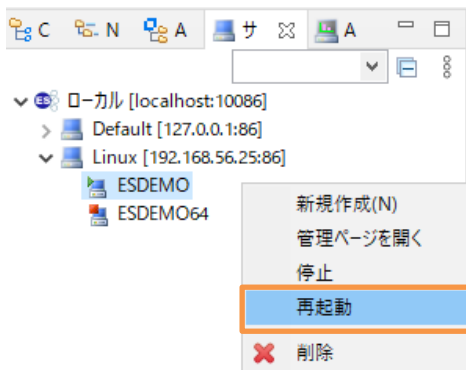 C N A サ A
ローカル [localhost:10086]
Default [127.0.0.1:86]
Linux [192.168.56.25:86]
ESDEMO
ESDEMO64
新規作成(N)
管理ページを開く
停止
再起動
削除